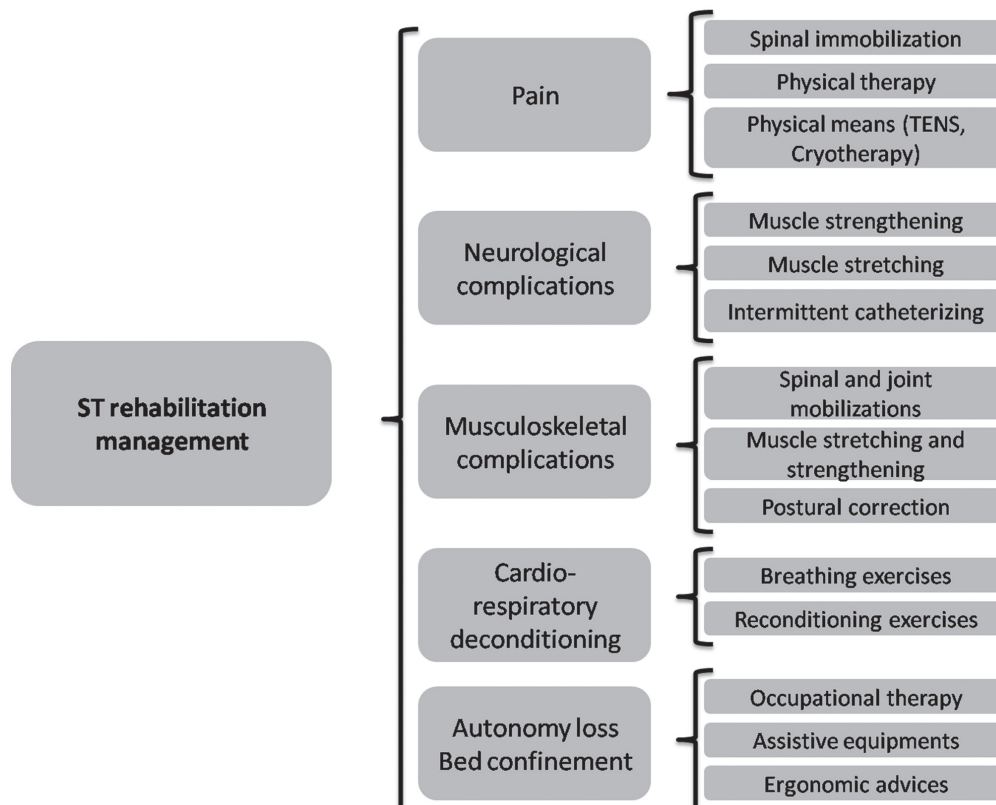 ST rehabilitation
management
Pain
Spinal immobilization
Physical therapy
Physical means (TENS,
Cryotherapy)
Neurological
complications
Muscle strengthening
Muscle stretching
Intermittent catheterizing
Musculoskeletal
complications
Spinal and joint
mobilizations
Muscle stretching and
strengthening
Postural correction
Cardio-
respiratory
deconditioning
Breathing exercises
Reconditioning exercises
Autonomy loss
Bed confinement
Occupational therapy
Assistive equipments
Ergonomic advices